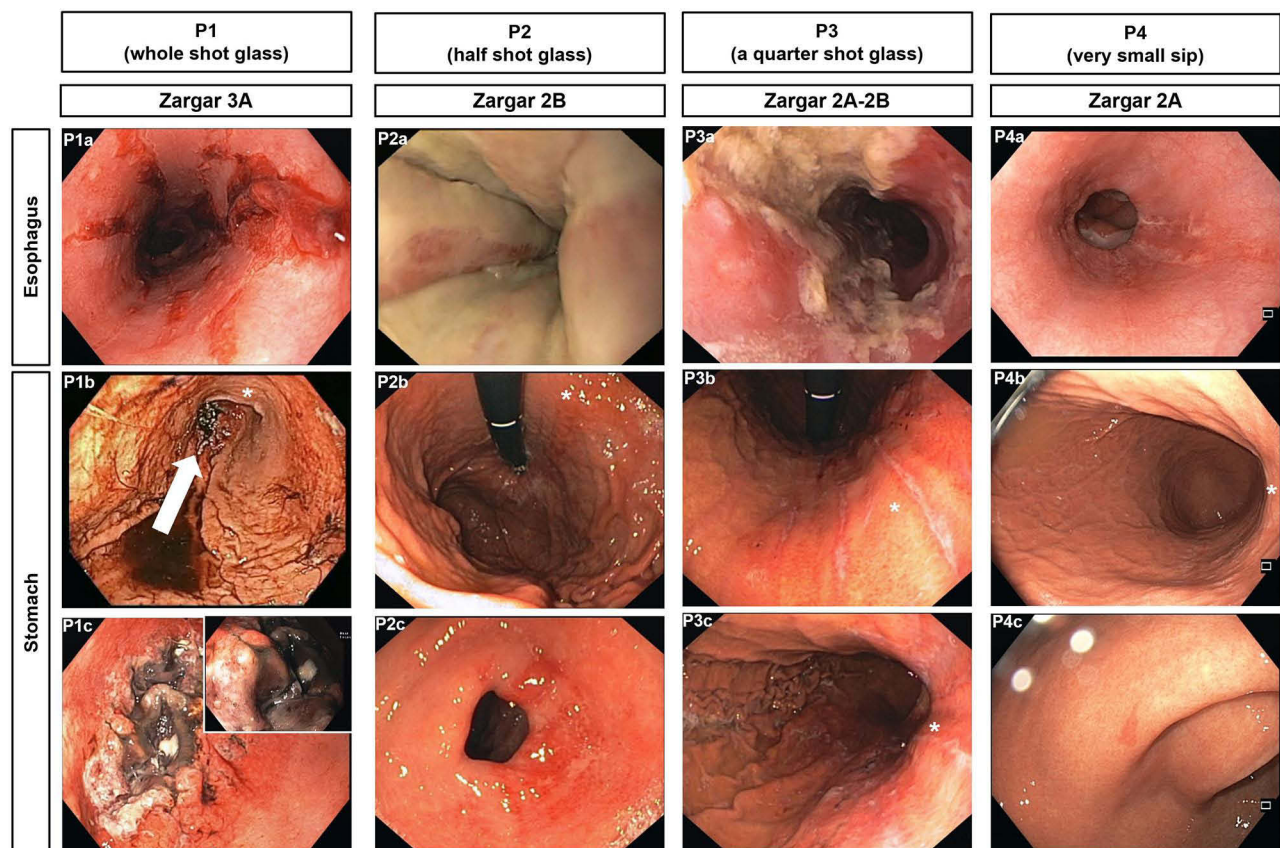 P1
(whole shot glass)
P2
(half shot glass)
P3
(a quarter shot glass)
P4
(very small sip)
Zargar 3A
Zargar 2B
Zargar 2A-2B
Zargar 2A
Esophagus
P1a
P2a
P3a
P4a
Stomach
P1b
*
P2b
*
P3b
*
P4b
*
P1c
P2c
P3c
*
P4c